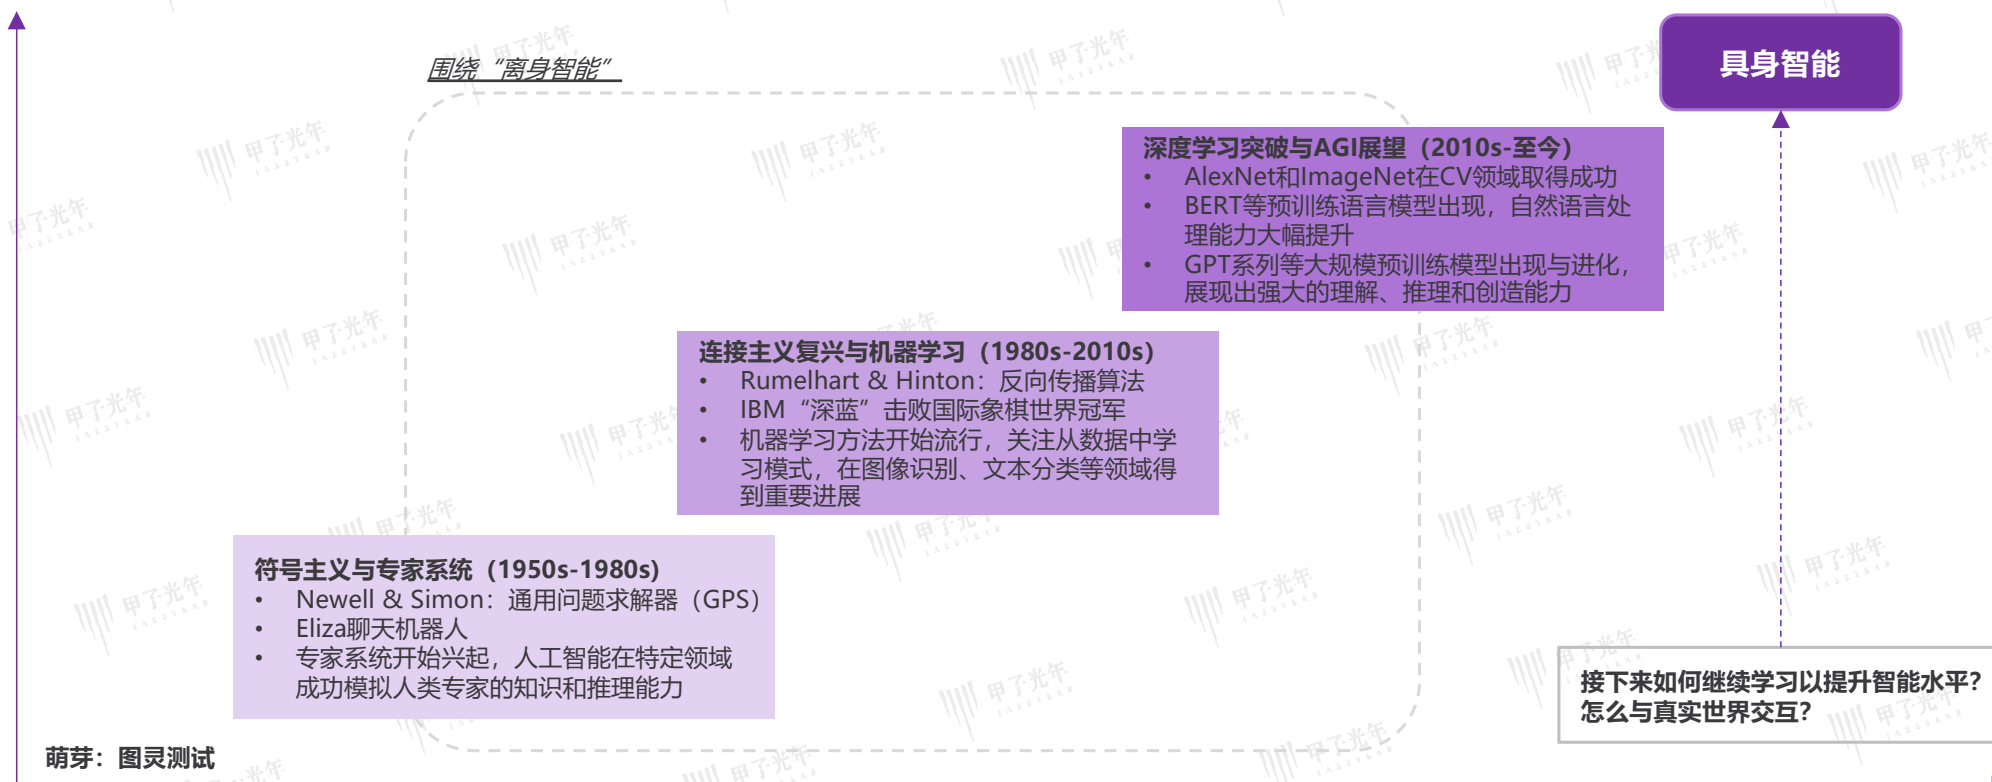 围绕“离身智能”
具身智能
深度学习突破与AGI展望（2010s-至今）
• AlexNet和ImageNet在CV领域取得成功
• BERT等预训练语言模型出现，自然语言处
理能力大幅提升
• GPT系列等大规模预训练模型出现与进化，
展现出强大的理解、推理和创造能力
连接主义复兴与机器学习（1980s-2010s）
• Rumelhart & Hinton：反向传播算法
• IBM“深蓝”击败国际象棋世界冠军
• 机器学习方法开始流行，关注从数据中学
习模式，在图像识别、文本分类等领域得
到重要进展
符号主义与专家系统（1950s-1980s）
• Newell & Simon：通用问题求解器（GPS）
• Eliza聊天机器人
• 专家系统开始兴起，人工智能在特定领域
成功模拟人类专家的知识和推理能力
接下来如何继续学习以提升智能水平？
怎么与真实世界交互？
萌芽：图灵测试
甲子光年
JAZZYEAR